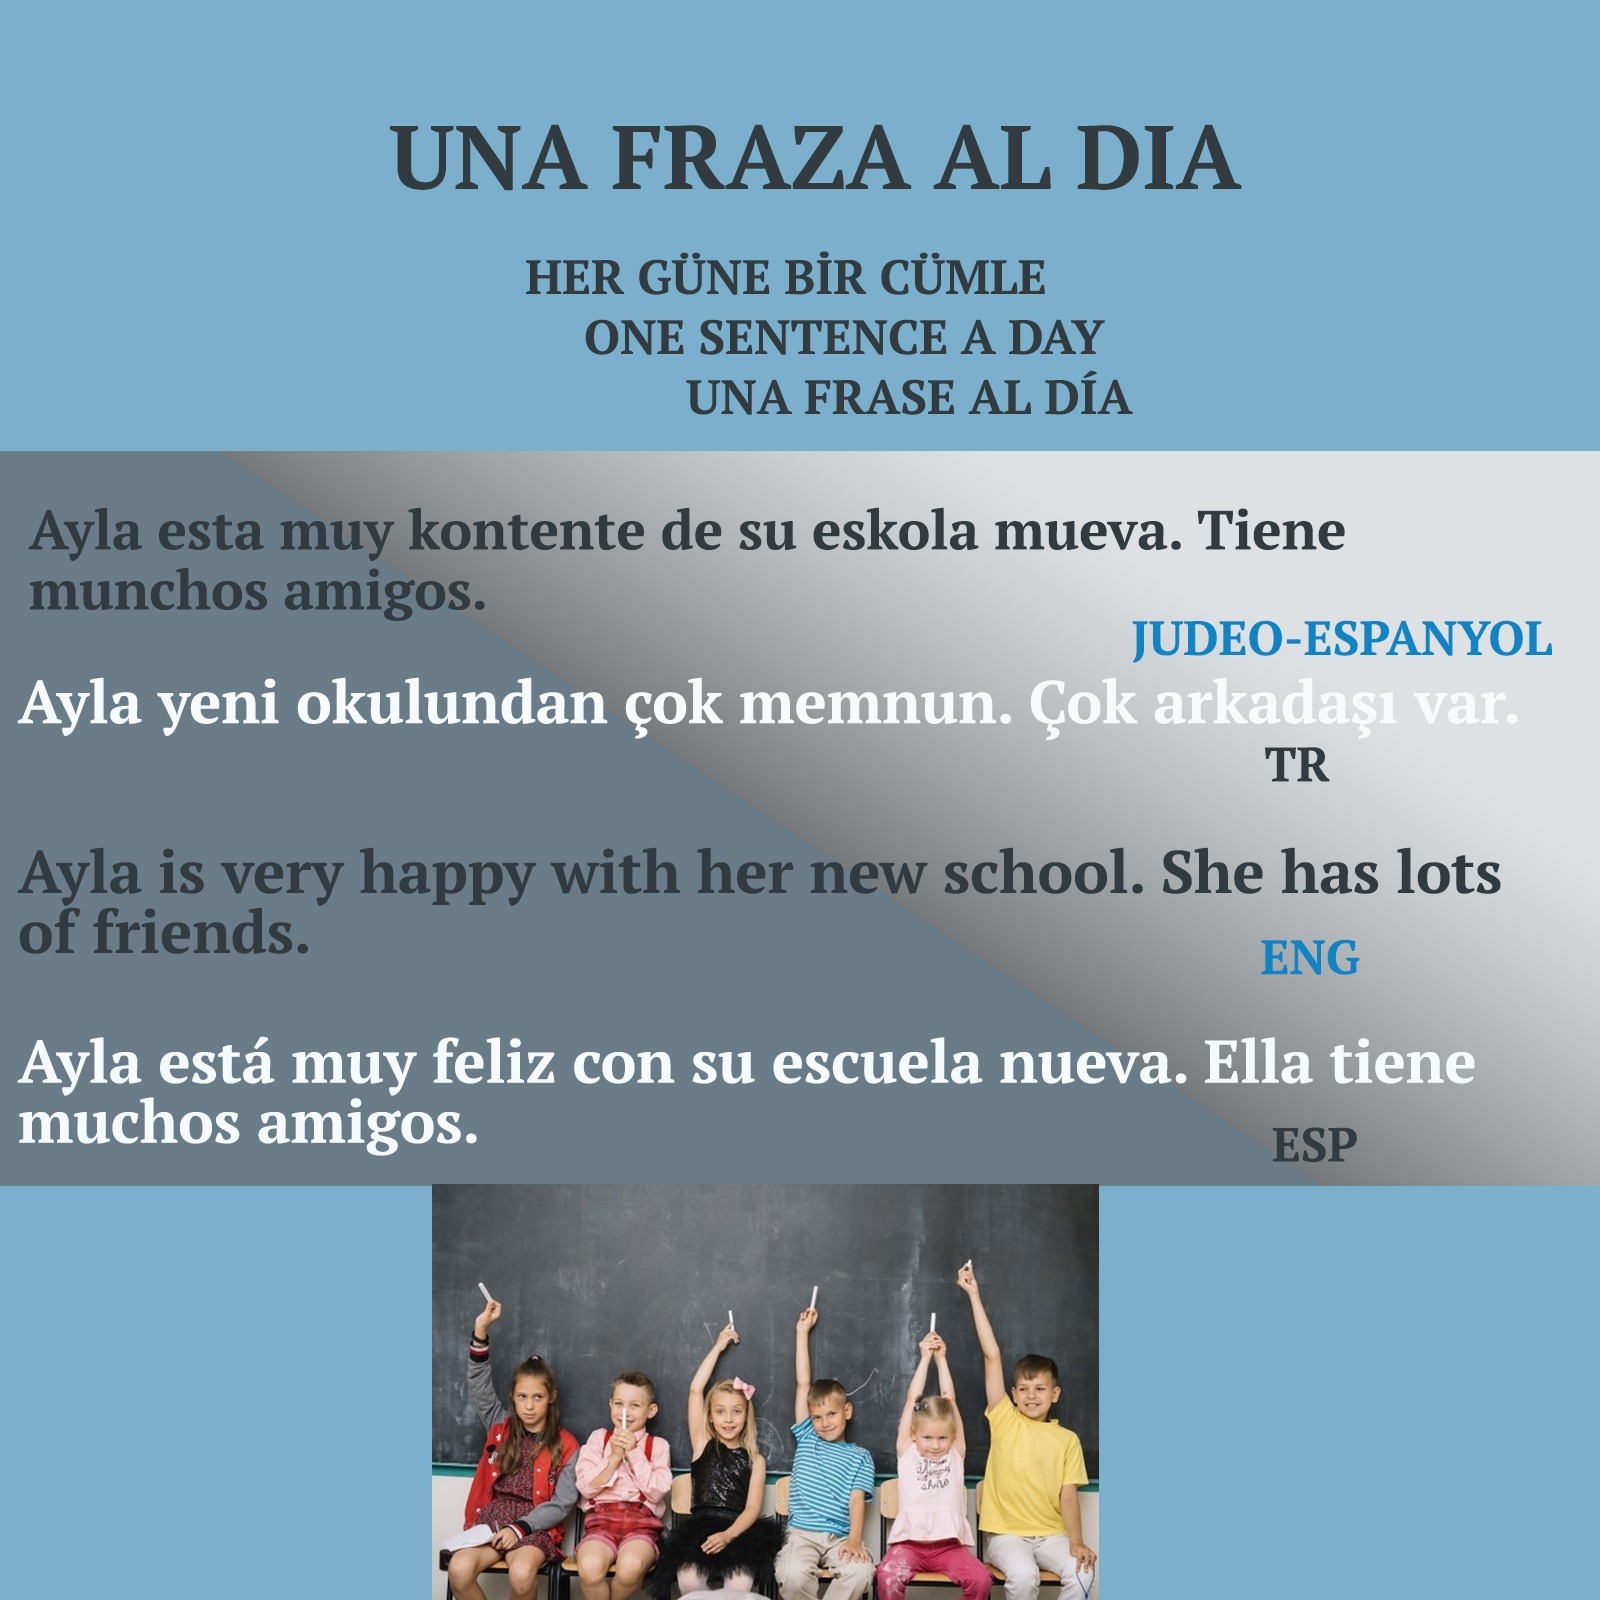 UNA FRAZA AL DIA
HER GÜNE BİR CÜMLE
ONE SENTENCE A DAY
UNA FRASE AL DÍA
Ayla esta muy kontente de su eskola mueva. Tiene
munchos amigos.
JUDEO-ESPANYOL
Ayla yeni okulundan çok memnun. Çok arkadaşı var.
TR
Ayla is very happy with her new school. She has lots
of friends.
ENG
Ayla está muy feliz con su escuela nueva. Ella tiene
muchos amigos.
ESP